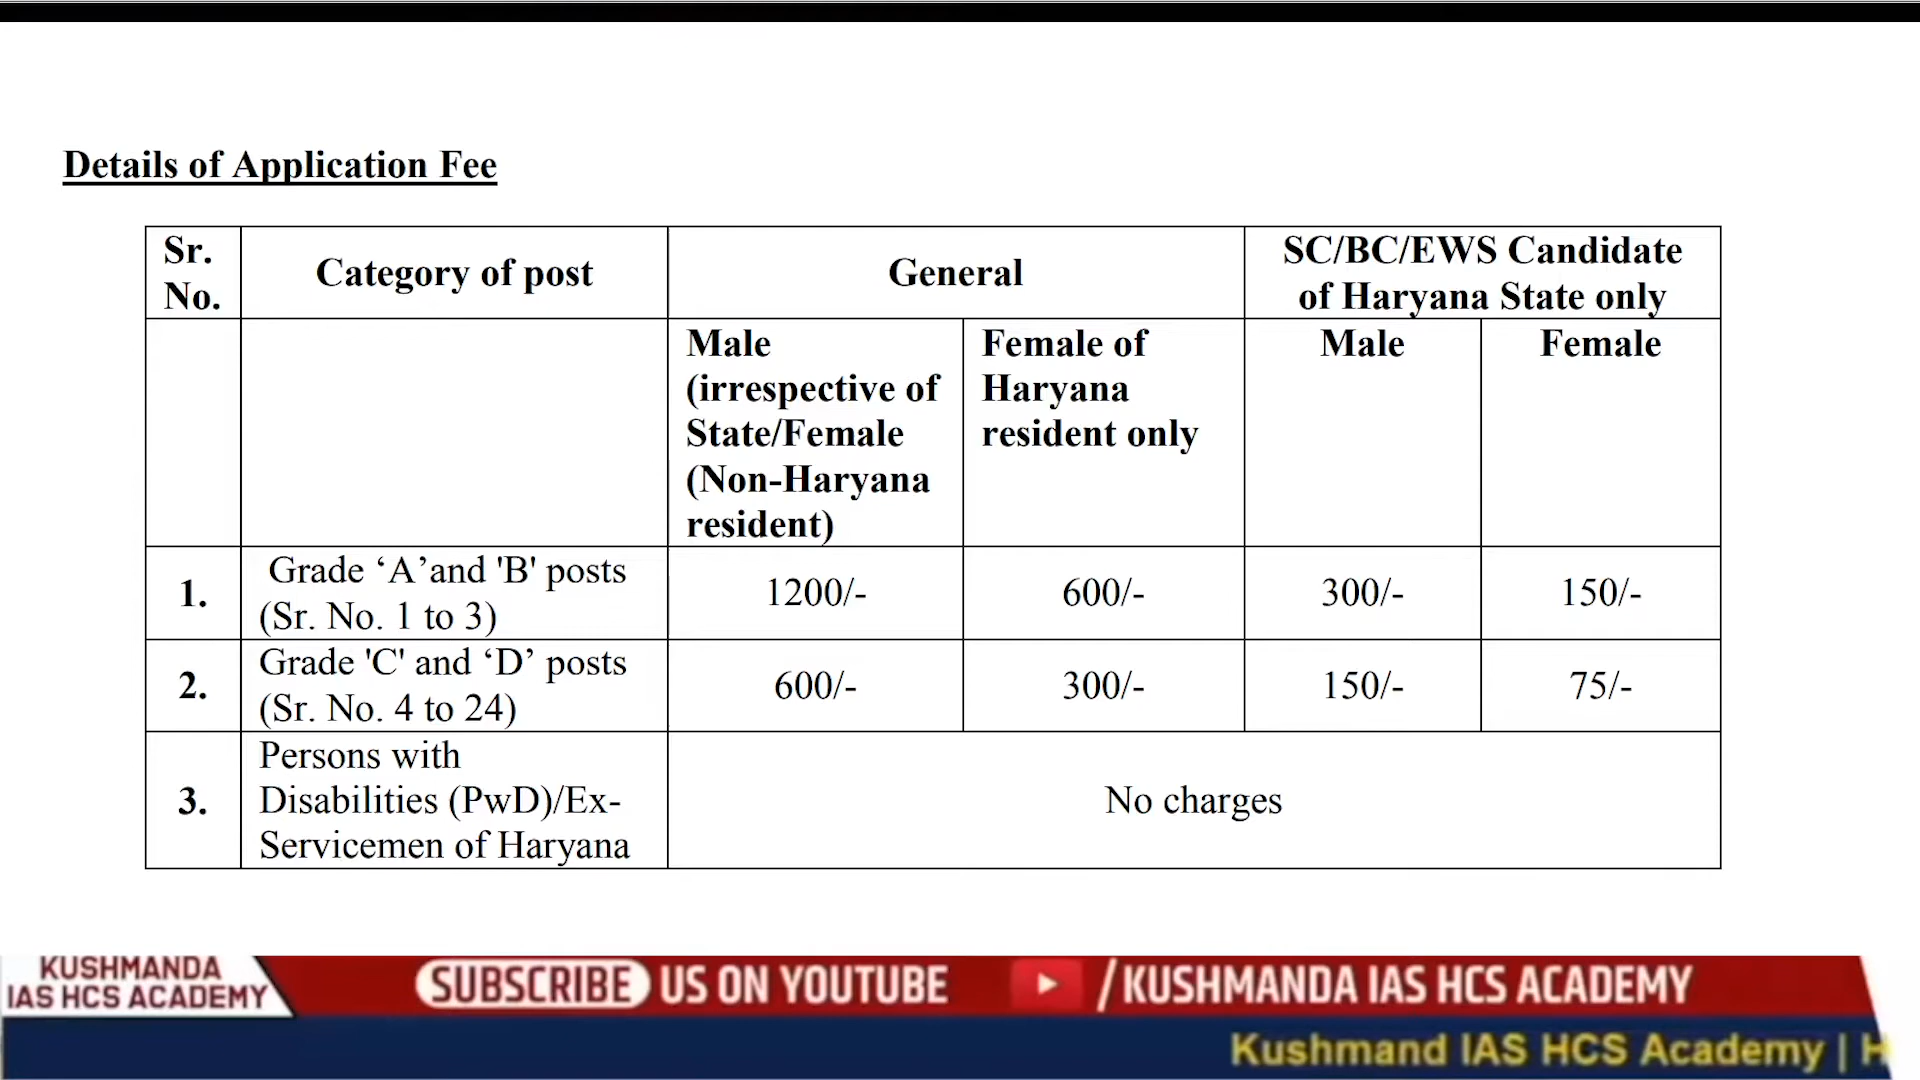 Details of Application Fee
Sr.
No.
Category of post
General
SC/BC/EWS Candidate
of Haryana State only
Male
(irrespective of
State/Female
(Non-Haryana
resident)
Female of
Haryana
resident only
Male
Female
1.
Grade ‘A’and 'B' posts
(Sr. No. 1 to 3)
1200/-
600/-
300/-
150/-
2.
Grade 'C' and ‘D’ posts
(Sr. No. 4 to 24)
600/-
300/-
150/-
75/-
3.
Persons with
Disabilities (PwD)/Ex-
Servicemen of Haryana
No charges
KUSHMANDA
IAS HCS ACADEMY
SUBSCRIBE US ON YOUTUBE
/KUSHMANDA IAS HCS ACADEMY
Kushmand IAS HCS Academy | H